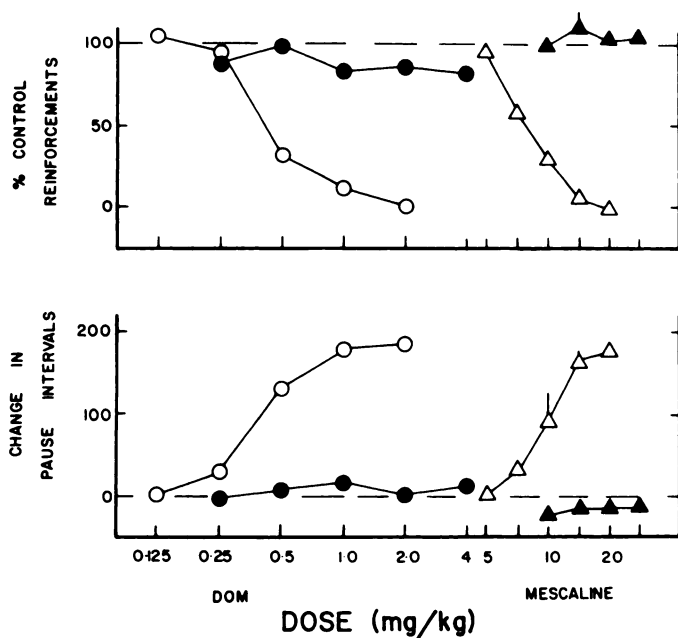 % CONTROL
REINFORCEMENTS
100
50
0
CHANGE IN
PAUSE INTERVALS
200
100
0
0·125 0·25 0·5 1·0 2·0 4 5 10 20
DOM MESCALINE
DOSE (mg/kg)